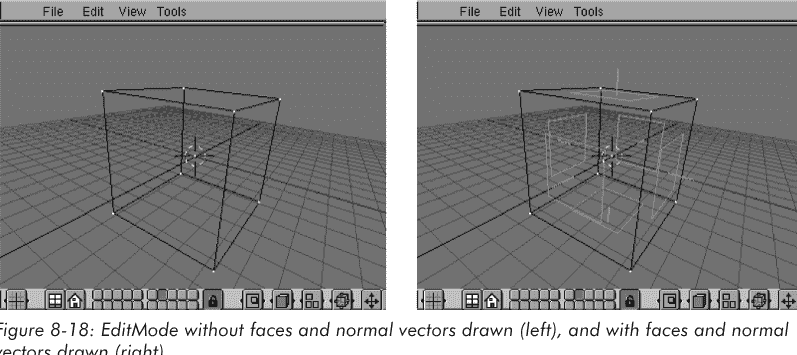 File Edit View Tools
File Edit View Tools
Figure 8-18: EditMode without faces and normal vectors drawn (left), and with faces and normal
vectors drawn (right)